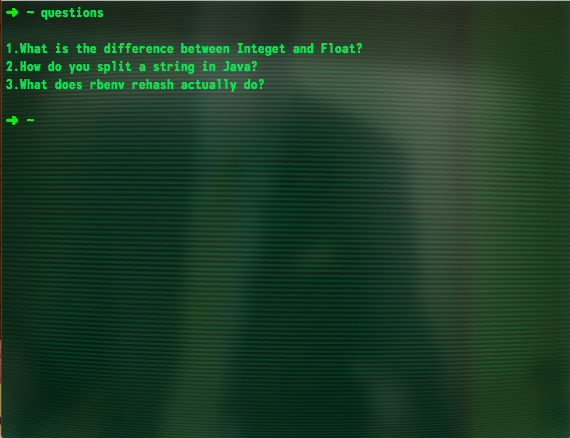 ➜ ~ questions
1.What is the difference between Integet and Float?
2.How do you split a string in Java?
3.What does rbenv rehash actually do?
➜ ~